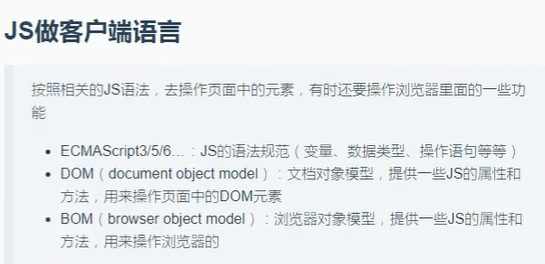 JS做客户端语言
按照相关的JS语法，去操作页面中的元素，有时还要操作浏览器里面的一些功
能
• ECMAScript3/5/6...：JS的语法规范（变量、数据类型、操作语句等等）
• DOM（document object model）：文档对象模型，提供一些JS的属性和
方法，用来操作页面中的DOM元素
• BOM（browser object model）：浏览器对象模型，提供一些JS的属性和
方法，用来操作浏览器的